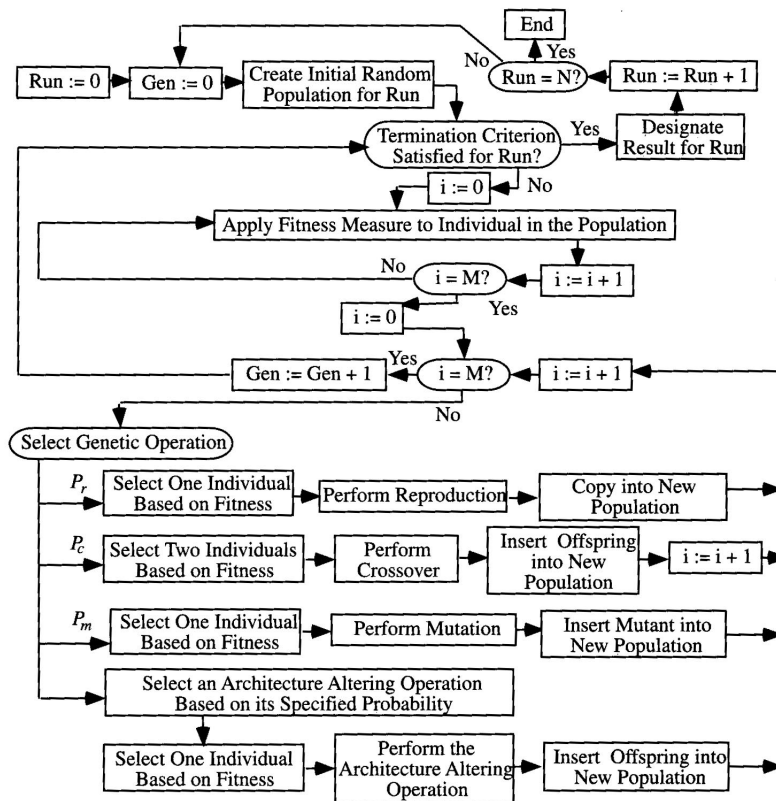 End
No
Yes
Run := 0
Gen := 0
Create Initial Random
Population for Run
Run = N?
Run := Run + 1
Termination Criterion
Satisfied for Run?
Yes
Designate
Result for Run
No
i := 0
Apply Fitness Measure to Individual in the Population
No
i = M?
i := i + 1
Yes
i := 0
Gen := Gen + 1
Yes
i = M?
i := i + 1
No
Select Genetic Operation
Pr
Select One Individual
Based on Fitness
Perform Reproduction
Copy into New
Population
Pc
Select Two Individuals
Based on Fitness
Perform
Crossover
Insert Offspring
into New
Population
i := i + 1
Pm
Select One Individual
Based on Fitness
Perform Mutation
Insert Mutant into
New Population
Select an Architecture Altering Operation
Based on its Specified Probability
Select One Individual
Based on Fitness
Perform the
Architecture Altering
Operation
Insert Offspring into
New Population